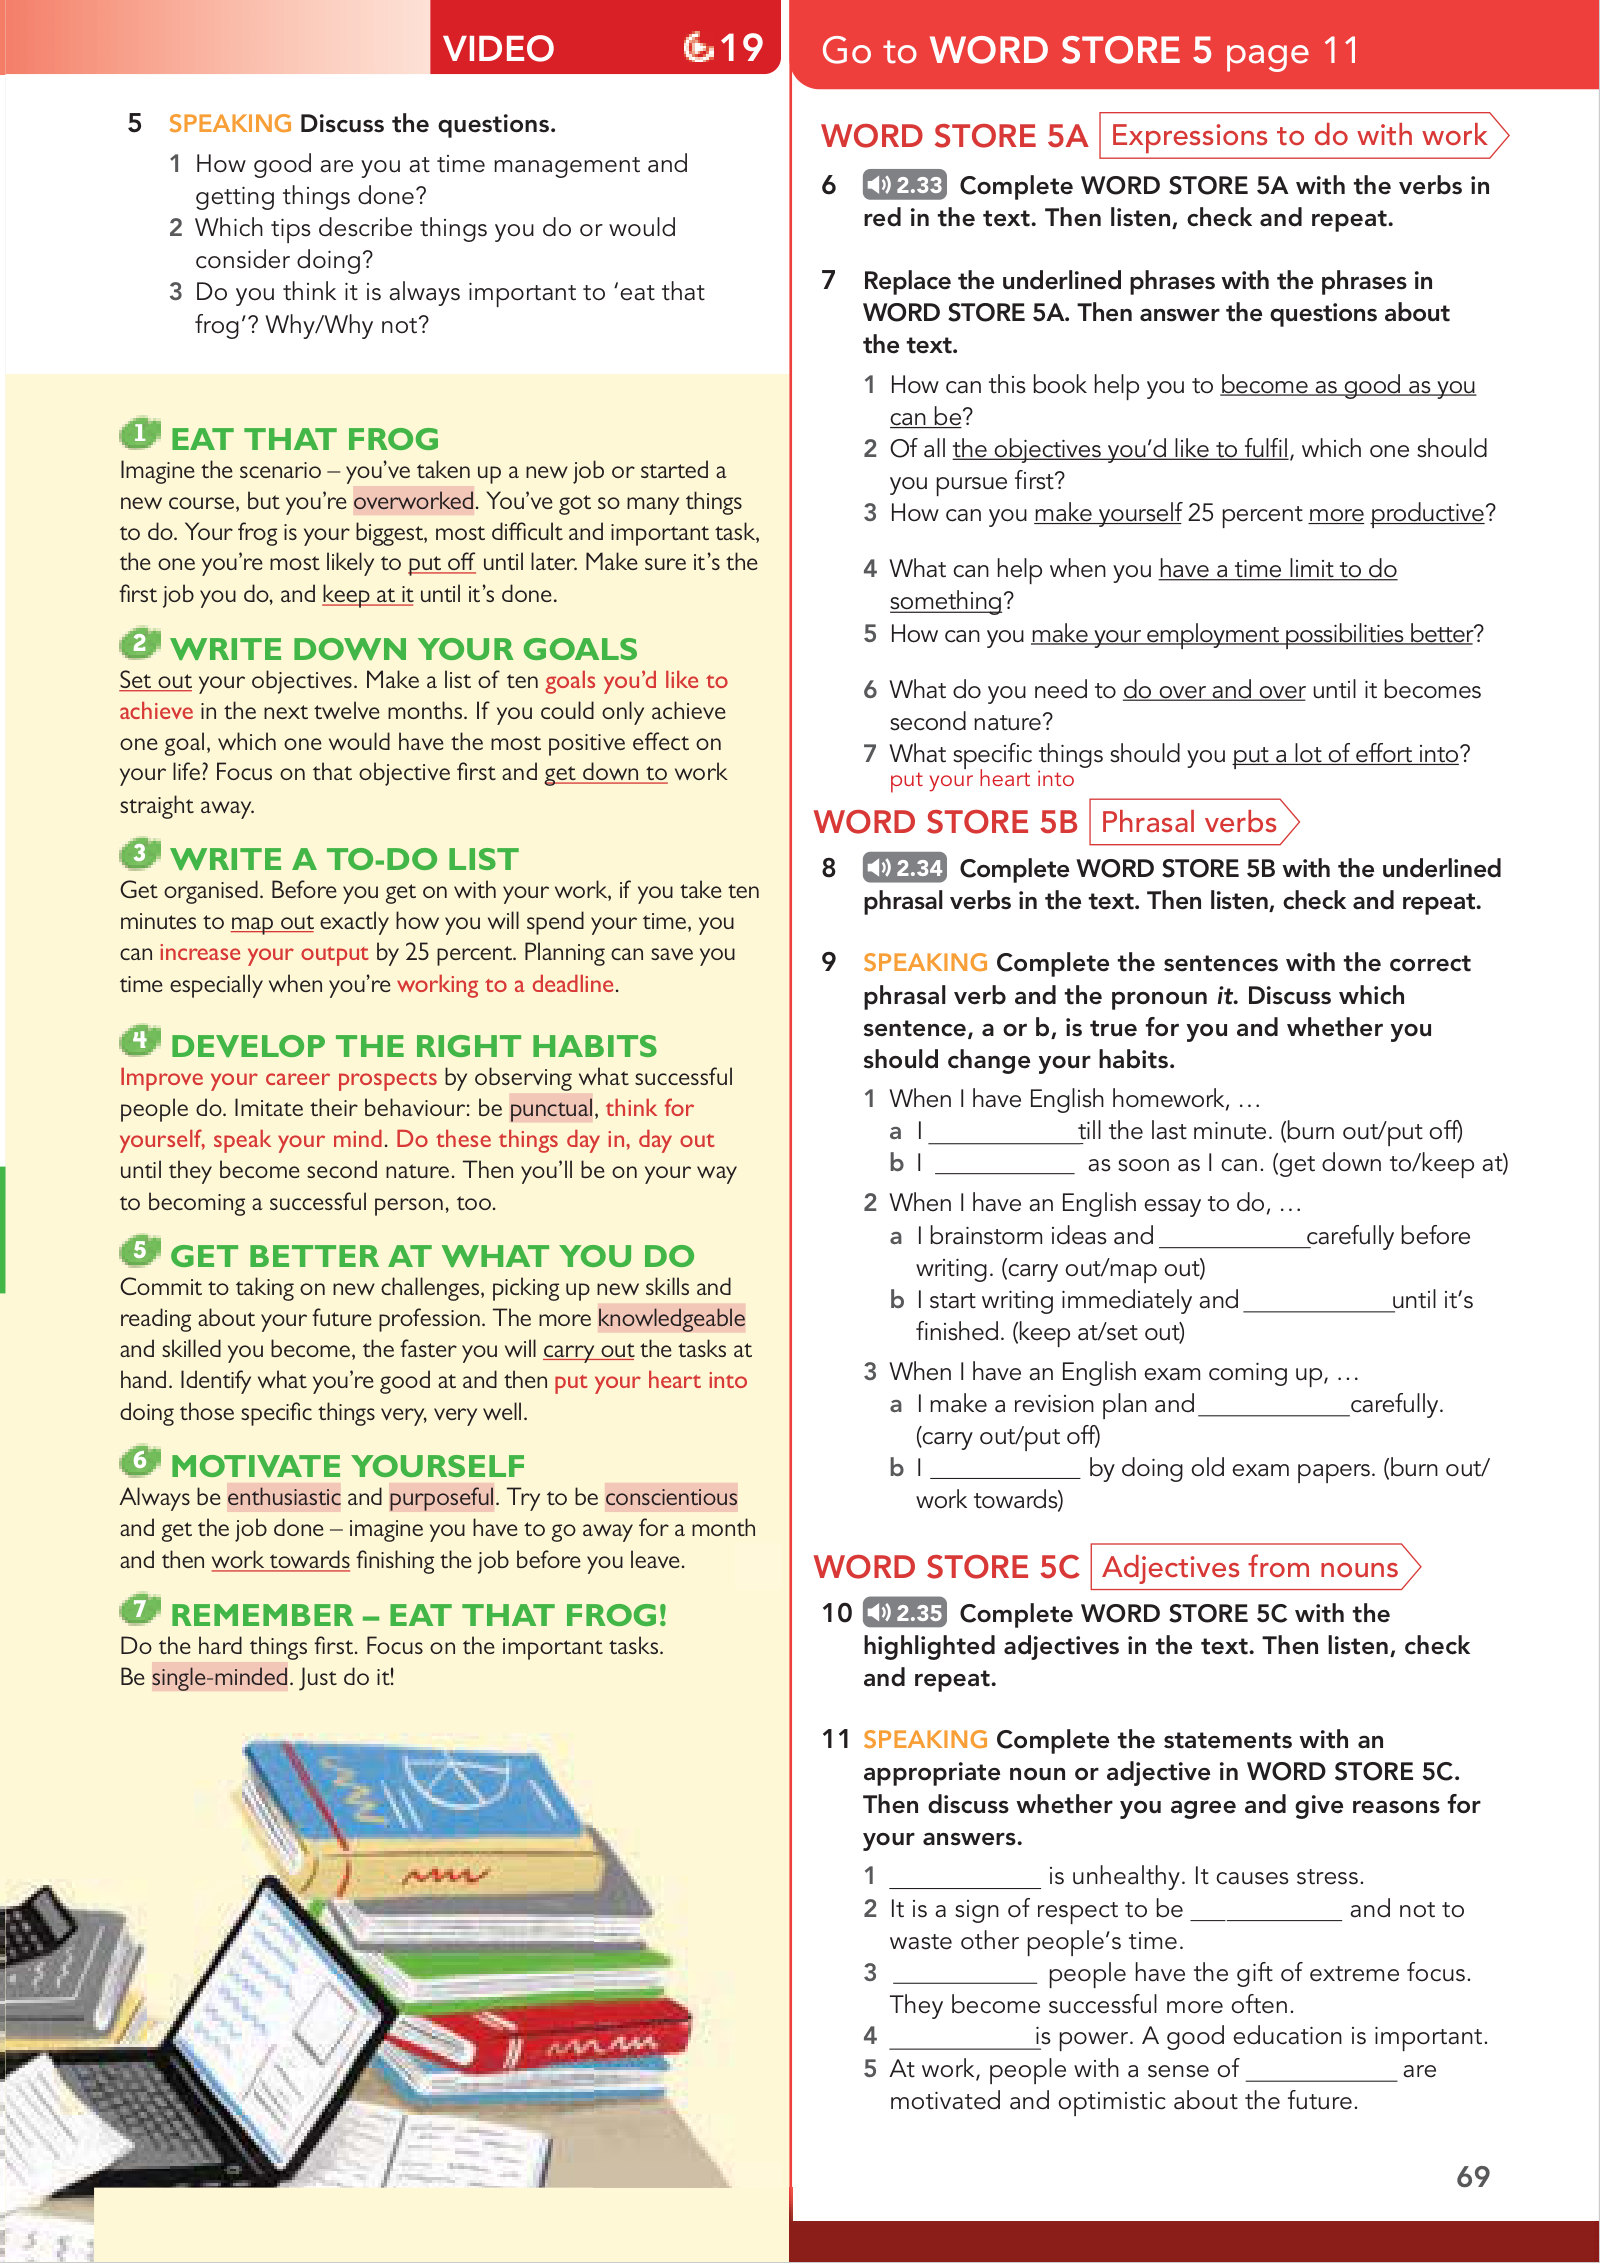 VIDEO 19
5 SPEAKING Discuss the questions.
1 How good are you at time management and
getting things done?
2 Which tips describe things you do or would
consider doing?
3 Do you think it is always important to ‘eat that
frog’? Why/Why not?
1 EAT THAT FROG
Imagine the scenario – you’ve taken up a new job or started a
new course, but you’re overworked. You’ve got so many things
to do. Your frog is your biggest, most difficult and important task,
the one you’re most likely to put off until later. Make sure it’s the
first job you do, and keep at it until it’s done.
2 WRITE DOWN YOUR GOALS
Set out your objectives. Make a list of ten goals you’d like to
achieve in the next twelve months. If you could only achieve
one goal, which one would have the most positive effect on
your life? Focus on that objective first and get down to work
straight away.
3 WRITE A TO-DO LIST
Get organised. Before you get on with your work, if you take ten
minutes to map out exactly how you will spend your time, you
can increase your output by 25 percent. Planning can save you
time especially when you’re working to a deadline.
4 DEVELOP THE RIGHT HABITS
Improve your career prospects by observing what successful
people do. Imitate their behaviour: be punctual, think for
yourself, speak your mind. Do these things day in, day out
until they become second nature. Then you’ll be on your way
to becoming a successful person, too.
5 GET BETTER AT WHAT YOU DO
Commit to taking on new challenges, picking up new skills and
reading about your future profession. The more knowledgeable
and skilled you become, the faster you will carry out the tasks at
hand. Identify what you’re good at and then put your heart into
doing those specific things very, very well.
6 MOTIVATE YOURSELF
Always be enthusiastic and purposeful. Try to be conscientious
and get the job done – imagine you have to go away for a month
and then work towards finishing the job before you leave.
7 REMEMBER – EAT THAT FROG!
Do the hard things first. Focus on the important tasks.
Be single-minded. Just do it!
Go to WORD STORE 5 page 11
WORD STORE 5A Expressions to do with work
6 2.33 Complete WORD STORE 5A with the verbs in
red in the text. Then listen, check and repeat.
7 Replace the underlined phrases with the phrases in
WORD STORE 5A. Then answer the questions about
the text.
1 How can this book help you to become as good as you
can be?
2 Of all the objectives you’d like to fulfil, which one should
you pursue first?
3 How can you make yourself 25 percent more productive?
4 What can help when you have a time limit to do
something?
5 How can you make your employment possibilities better?
6 What do you need to do over and over until it becomes
second nature?
7 What specific things should you put a lot of effort into?
put your heart into
WORD STORE 5B Phrasal verbs
8 2.34 Complete WORD STORE 5B with the underlined
phrasal verbs in the text. Then listen, check and repeat.
9 SPEAKING Complete the sentences with the correct
phrasal verb and the pronoun it. Discuss which
sentence, a or b, is true for you and whether you
should change your habits.
1 When I have English homework, …
a I ____________till the last minute. (burn out/put off)
b I ____________ as soon as I can. (get down to/keep at)
2 When I have an English essay to do, …
a I brainstorm ideas and ____________carefully before
writing. (carry out/map out)
b I start writing immediately and ____________until it’s
finished. (keep at/set out)
3 When I have an English exam coming up, …
a I make a revision plan and ____________carefully.
(carry out/put off)
b I ____________ by doing old exam papers. (burn out/
work towards)
WORD STORE 5C Adjectives from nouns
10 2.35 Complete WORD STORE 5C with the
highlighted adjectives in the text. Then listen, check
and repeat.
11 SPEAKING Complete the statements with an
appropriate noun or adjective in WORD STORE 5C.
Then discuss whether you agree and give reasons for
your answers.
1 ____________ is unhealthy. It causes stress.
2 It is a sign of respect to be ____________ and not to
waste other people’s time.
3 ____________ people have the gift of extreme focus.
They become successful more often.
4 ____________is power. A good education is important.
5 At work, people with a sense of ____________ are
motivated and optimistic about the future.
69